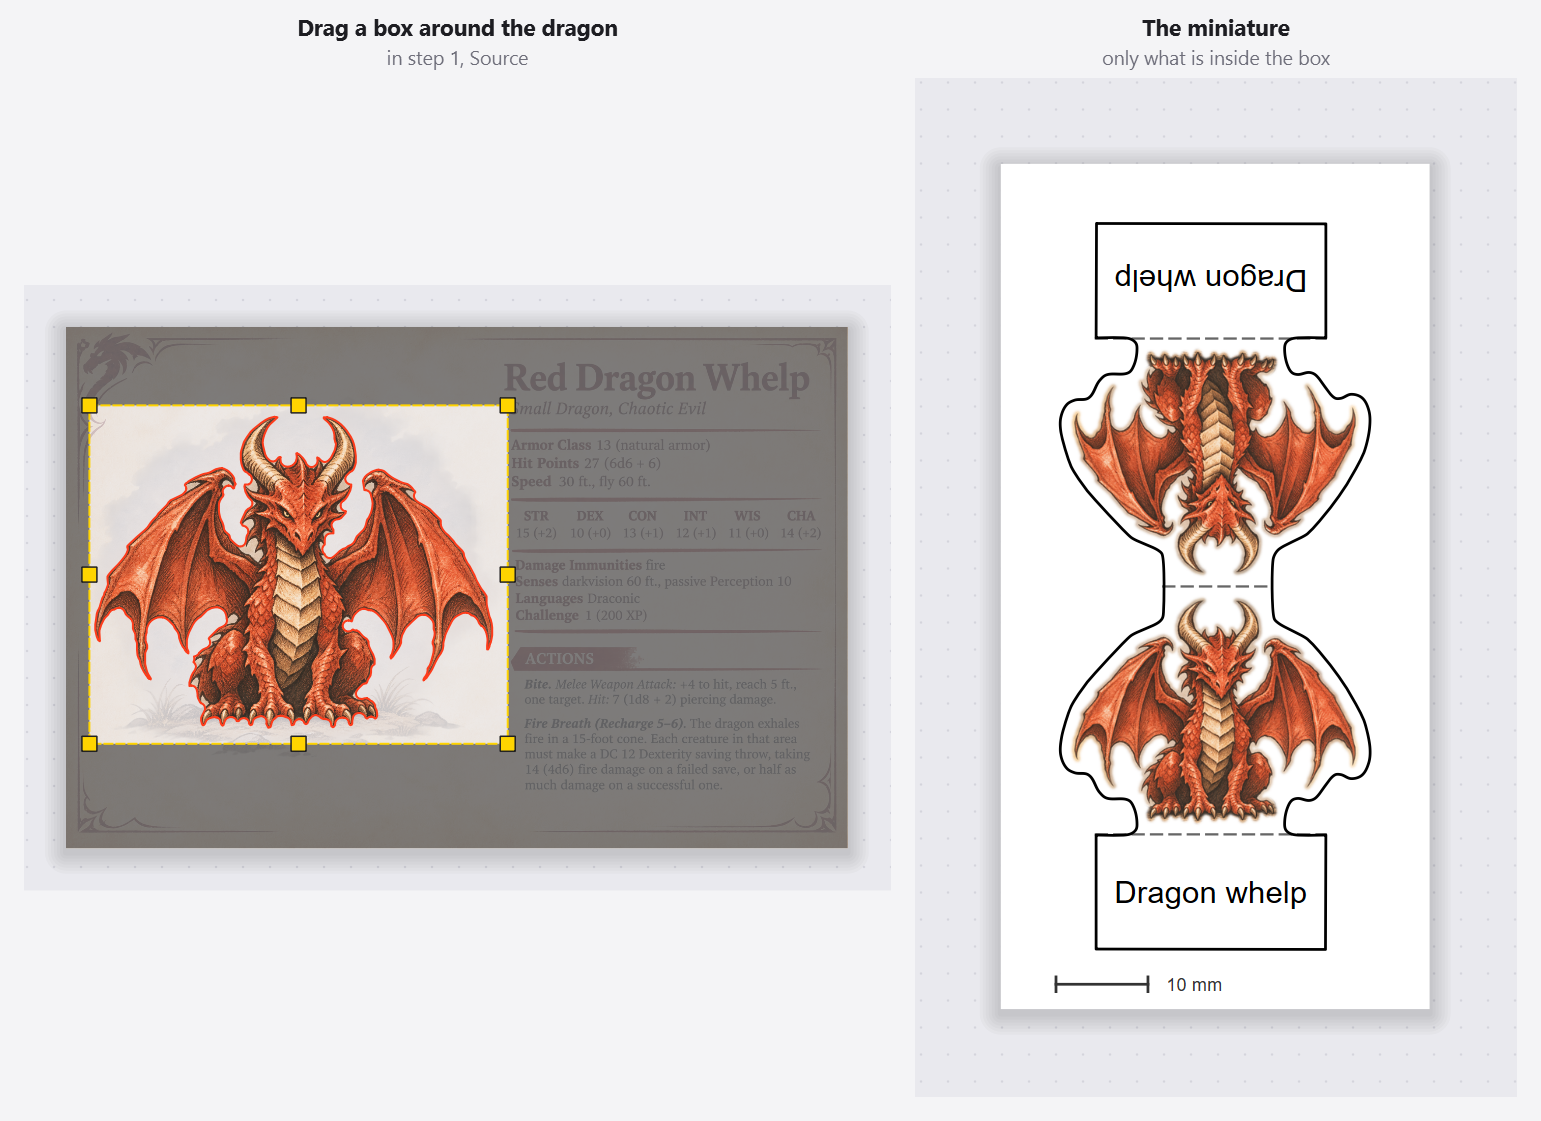 Drag a box around the dragon
in step 1, Source
The miniature
only what is inside the box
Red Dragon Whelp
Small Dragon, Chaotic Evil
Armor Class 13 (natural armor)
Hit Points 27 (6d6 + 6)
Speed 30 ft., fly 60 ft.
STR DEX CON INT WIS CHA
15 (+2) 10 (+0) 13 (+1) 12 (+1) 11 (+0) 14 (+2)
Damage Immunities fire
Senses darkvision 60 ft., passive Perception 10
Languages Draconic
Challenge 1 (200 XP)
ACTIONS
Bite. Melee Weapon Attack: +4 to hit, reach 5 ft.,
one target. Hit: 7 (1d8 + 2) piercing damage.
Fire Breath (Recharge 5–6). The dragon exhales
fire in a 15-foot cone. Each creature in that area
must make a DC 12 Dexterity saving throw, taking
14 (4d6) fire damage on a failed save, or half as
much damage on a successful one.
Dragon whelp
Dragon whelp
10 mm